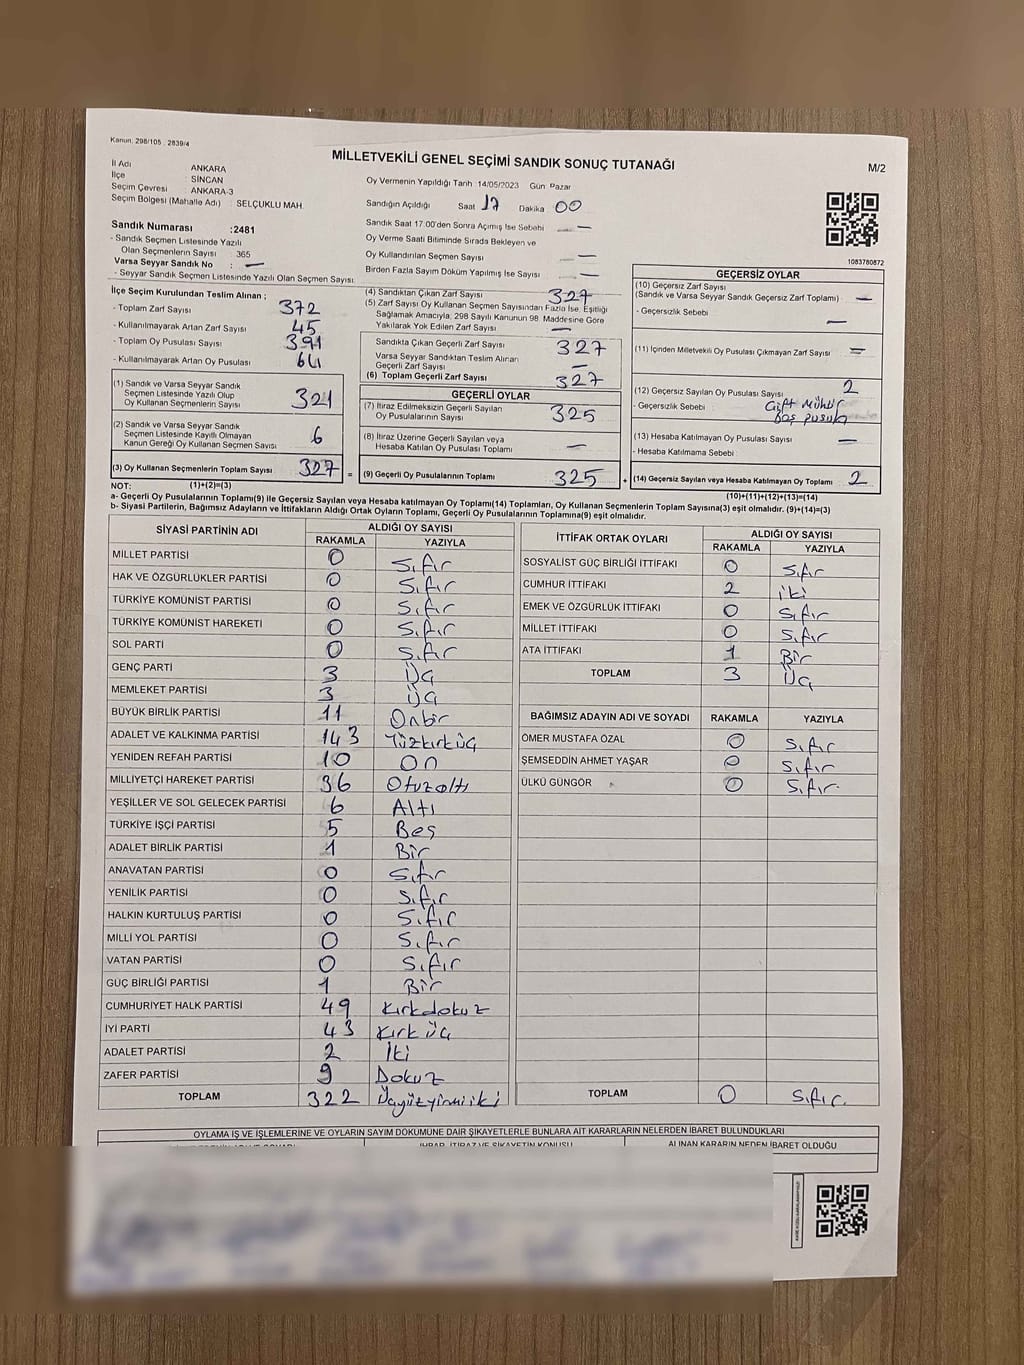 Kanun: 298/105 , 2839/4
MİLLETVEKİLİ GENEL SEÇİMİ SANDIK SONUÇ TUTANAĞI
M/2
İl Adı ANKARA
İlçe : SİNCAN
Seçim Çevresi : ANKARA-3
Seçim Bölgesi (Mahalle Adı) : SELÇUKLU MAH.
Oy Vermenin Yapıldığı Tarih :14/05/2023 Gün: Pazar
Sandığın Açıldığı Saat 17 Dakika 00
Sandık Saat 17:00'den Sonra Açımış İse Sebebi —
Oy Verme Saati Bitiminde Sırada Bekleyen ve
Oy Kullandırılan Seçmen Sayısı —
Birden Fazla Sayım Döküm Yapılmış İse Sayısı —
1083780872
Sandık Numarası :2481
- Sandık Seçmen Listesinde Yazılı
Olan Seçmenlerin Sayısı 365
Varsa Seyyar Sandık No : —
- Seyyar Sandık Seçmen Listesinde Yazılı Olan Seçmen Sayısı:
İlçe Seçim Kurulundan Teslim Alınan ;
- Toplam Zarf Sayısı 372
- Kullanılmayarak Artan Zarf Sayısı 45
- Toplam Oy Pusulası Sayısı 391
- Kullanılmayarak Artan Oy Pusulası 64
(1) Sandık ve Varsa Seyyar Sandık
Seçmen Listesinde Yazılı Olup
Oy Kullanan Seçmenlerin Sayısı 321
(2) Sandık ve Varsa Seyyar Sandık
Seçmen Listesinde Kayıtlı Olmayan
Kanun Gereği Oy Kullanan Seçmen Sayısı 6
(3) Oy Kullanan Seçmenlerin Toplam Sayısı 327 =
(4) Sandıktan Çıkan Zarf Sayısı 327
(5) Zarf Sayısı Oy Kullanan Seçmen Sayısından Fazla İse, Eşitliği
Sağlamak Amacıyla, 298 Sayılı Kanunun 98. Maddesine Göre
Yakılarak Yok Edilen Zarf Sayısı —
Sandıkta Çıkan Geçerli Zarf Sayısı 327
Varsa Seyyar Sandıktan Teslim Alınan
Geçerli Zarf Sayısı —
(6) Toplam Geçerli Zarf Sayısı 327
GEÇERLİ OYLAR
(7) İtiraz Edilmeksizin Geçerli Sayılan
Oy Pusulalarının Sayısı 325
(8) İtiraz Üzerine Geçerli Sayılan veya
Hesaba Katılan Oy Pusulası Toplamı —
(9) Geçerli Oy Pusulalarının Toplamı 325 +
GEÇERSİZ OYLAR
(10) Geçersiz Zarf Sayısı
(Sandık ve Varsa Seyyar Sandık Geçersiz Zarf Toplamı) —
- Geçersizlik Sebebi —
(11) İçinden Milletvekili Oy Pusulası Çıkmayan Zarf Sayısı =
(12) Geçersiz Sayılan Oy Pusulası Sayısı 2
- Geçersizlik Sebebi Çift Mühür
Boş pusula
(13) Hesaba Katılmayan Oy Pusulası Sayısı —
- Hesaba Katılmama Sebebi
(14) Geçersiz Sayılan veya Hesaba Katılmayan Oy Toplamı 2
NOT: (1)+(2)=(3) (10)+(11)+(12)+(13)=(14)
a- Geçerli Oy Pusulalarının Toplamı(9) ile Geçersiz Sayılan veya Hesaba katılmayan Oy Toplamı(14) Toplamları, Oy Kullanan Seçmenlerin Toplam Sayısına(3) eşit olmalıdır. (9)+(14)=(3)
b- Siyasi Partilerin, Bağımsız Adayların ve İttifakların Aldığı Ortak Oyların Toplamı, Geçerli Oy Pusulalarının Toplamına(9) eşit olmalıdır.
SİYASİ PARTİNİN ADI ALDIĞI OY SAYISI
RAKAMLA YAZIYLA
MİLLET PARTİSİ 0 Sıfır
HAK VE ÖZGÜRLÜKLER PARTİSİ 0 Sıfır
TÜRKİYE KOMÜNİST PARTİSİ 0 Sıfır
TÜRKİYE KOMÜNİST HAREKETİ 0 Sıfır
SOL PARTİ 0 Sıfır
GENÇ PARTİ 3 Üç
MEMLEKET PARTİSİ 3 Üç
BÜYÜK BİRLİK PARTİSİ 11 Onbir
ADALET VE KALKINMA PARTİSİ 143 Yüzkırküç
YENİDEN REFAH PARTİSİ 10 On
MİLLİYETÇİ HAREKET PARTİSİ 36 Otuzaltı
YEŞİLLER VE SOL GELECEK PARTİSİ 6 Altı
TÜRKİYE İŞÇİ PARTİSİ 5 Beş
ADALET BİRLİK PARTİSİ 1 Bir
ANAVATAN PARTİSİ 0 Sıfır
YENİLİK PARTİSİ 0 Sıfır
HALKIN KURTULUŞ PARTİSİ 0 Sıfır
MİLLİ YOL PARTİSİ 0 Sıfır
VATAN PARTİSİ 0 Sıfır
GÜÇ BİRLİĞİ PARTİSİ 1 Bir
CUMHURİYET HALK PARTİSİ 49 Kırkdokuz
İYİ PARTİ 43 Kırküç
ADALET PARTİSİ 2 İki
ZAFER PARTİSİ 9 Dokuz
TOPLAM 322 Üçyüzyirmiiki
İTTİFAK ORTAK OYLARI ALDIĞI OY SAYISI
RAKAMLA YAZIYLA
SOSYALİST GÜÇ BİRLİĞİ İTTİFAKI 0 Sıfır
CUMHUR İTTİFAKI 2 iki
EMEK VE ÖZGÜRLÜK İTTİFAKI 0 Sıfır
MİLLET İTTİFAKI 0 Sıfır
ATA İTTİFAKI 1 Bir
TOPLAM 3 Üç
BAĞIMSIZ ADAYIN ADI VE SOYADI RAKAMLA YAZIYLA
ÖMER MUSTAFA ÖZAL 0 Sıfır
ŞEMSEDDİN AHMET YAŞAR 0 Sıfır
ÜLKÜ GÜNGÖR 0 Sıfır
TOPLAM 0 Sıfır.
OYLAMA İŞ VE İŞLEMLERİNE VE OYLARIN SAYIM DÖKÜMÜNE DAİR ŞİKAYETLERLE BUNLARA AİT KARARLARIN NELERDEN İBARET BULUNDUKLARI
İHBAR, İTİRAZ VE ŞİKAYETİN KONUSU ALINAN KARARIN NEDEN İBARET OLDUĞU